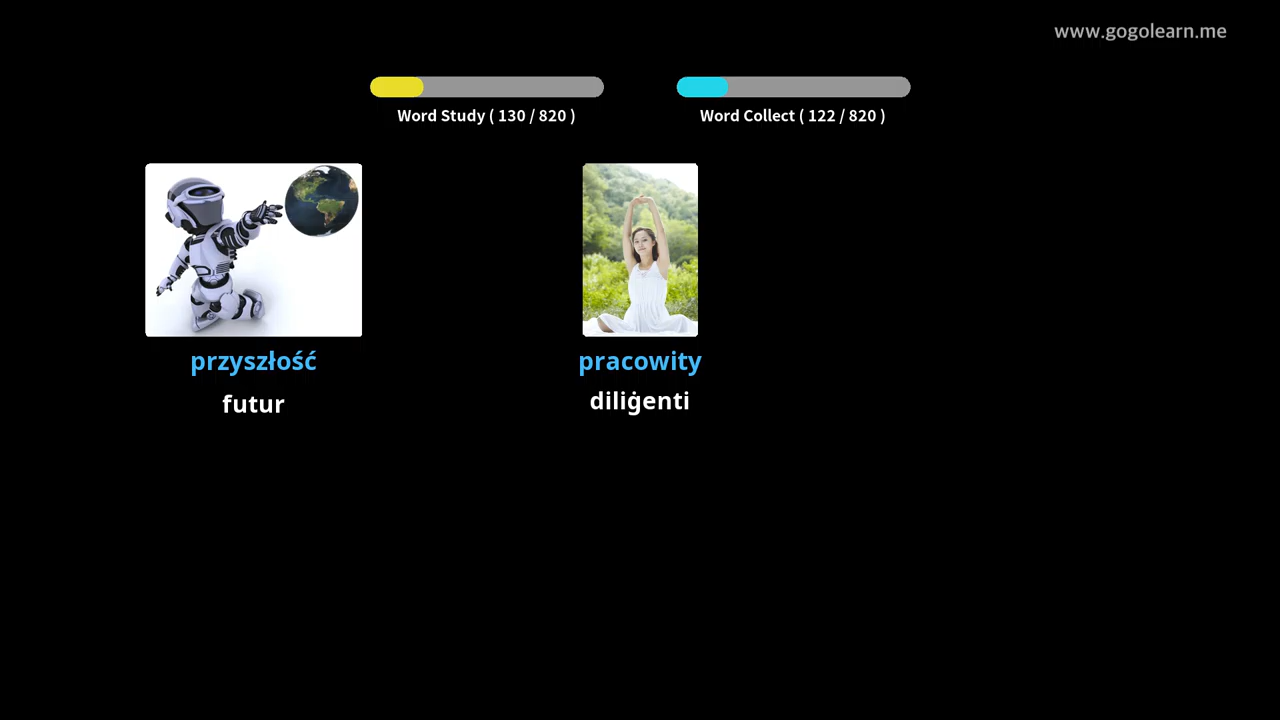 www.gogolearn.me
Word Study ( 130 / 820 )
Word Collect ( 122 / 820 )
przyszłość
futur
pracowity
diliġenti